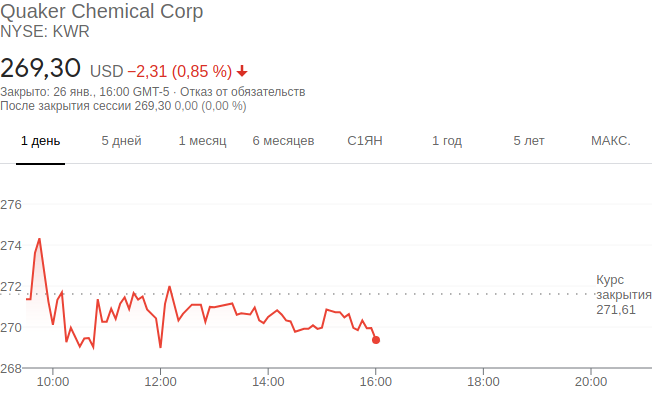 Quaker Chemical Corp
NYSE: KWR
269,30 USD −2,31 (0,85 %)
Закрыто: 26 янв., 16:00 GMT-5 · Отказ от обязательств
После закрытия сессии 269,30 0,00 (0,00 %)
1 день 5 дней 1 месяц 6 месяцев С1ЯН 1 год 5 лет МАКС.
276
274
272
270
268
Курс
закрытия
271,61
10:00 12:00 14:00 16:00 18:00 20:00